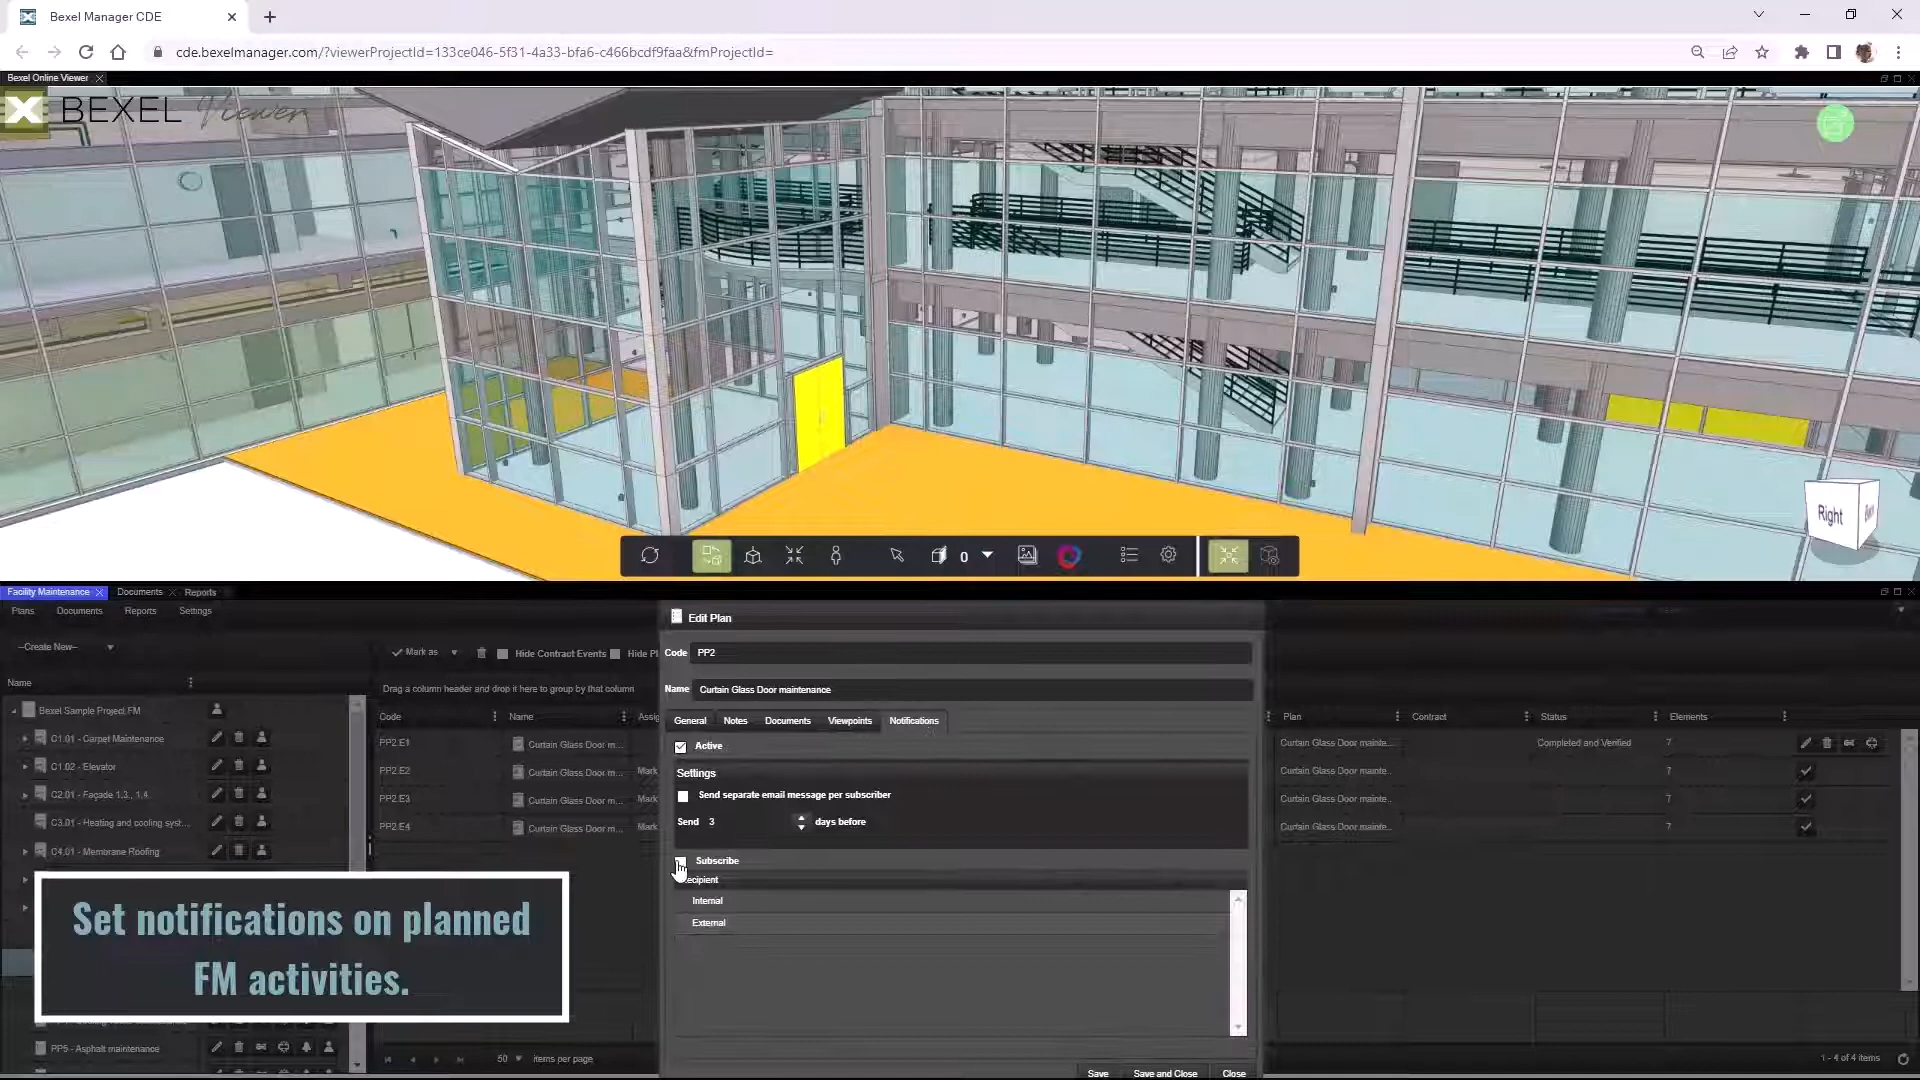 Bexel Manager CDE
cde.bexelmanager.com/?viewerProjectId=133ce046-5f31-4a33-bfa6-c466bcdf9faa&fmProjectId=
Bexel Online Viewer
BEXEL Viewer
Right
0
Facility Maintenance Documents Reports
Plans Documents Reports Settings
--Create New--
Mark as Hide Contract Events Hide Pl
Name
Drag a column header and drop it here to group by that column
Bexel Sample Project FM
C1.01 - Carpet Maintenance
C1.02 - Elevator
C2.01 - Façade 1.3., 1.4.
C3.01 - Heating and cooling syst...
C4.01 - Membrane Roofing
PP5 - Asphalt maintenance
Code Name Assig
PP2.E1 Curtain Glass Door m...
PP2.E2 Curtain Glass Door m... Mark
PP2.E3 Curtain Glass Door m... Mark
PP2.E4 Curtain Glass Door m... Mark
50 items per page
Edit Plan
Code PP2
Name Curtain Glass Door maintenance
General Notes Documents Viewpoints Notifications
Active
Settings
Send separate email message per subscriber
Send 3 days before
Subscribe
ecipient
Internal
External
Save Save and Close Close
Plan Contract Status Elements
Curtain Glass Door mainte... Completed and Verified 7
Curtain Glass Door mainte... 7
Curtain Glass Door mainte... 7
Curtain Glass Door mainte... 7
1 - 4 of 4 items
Set notifications on planned
FM activities.